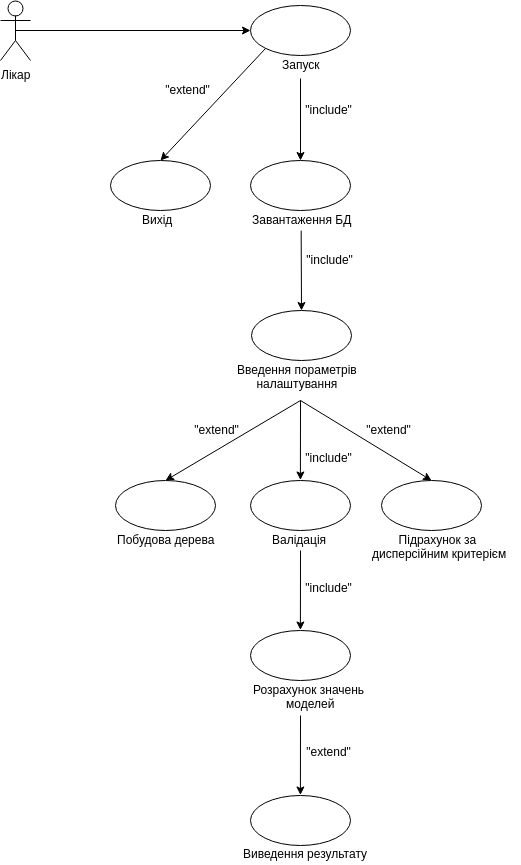 Лікар
Запуск
"extend"
"include"
Вихід
Завантаження БД
"include"
Введення пораметрів
налаштування
"extend"
"include"
"extend"
Побудова дерева
Валідація
Підрахунок за
дисперсійним критерієм
"include"
Розрахунок значень
моделей
"extend"
Виведення результату